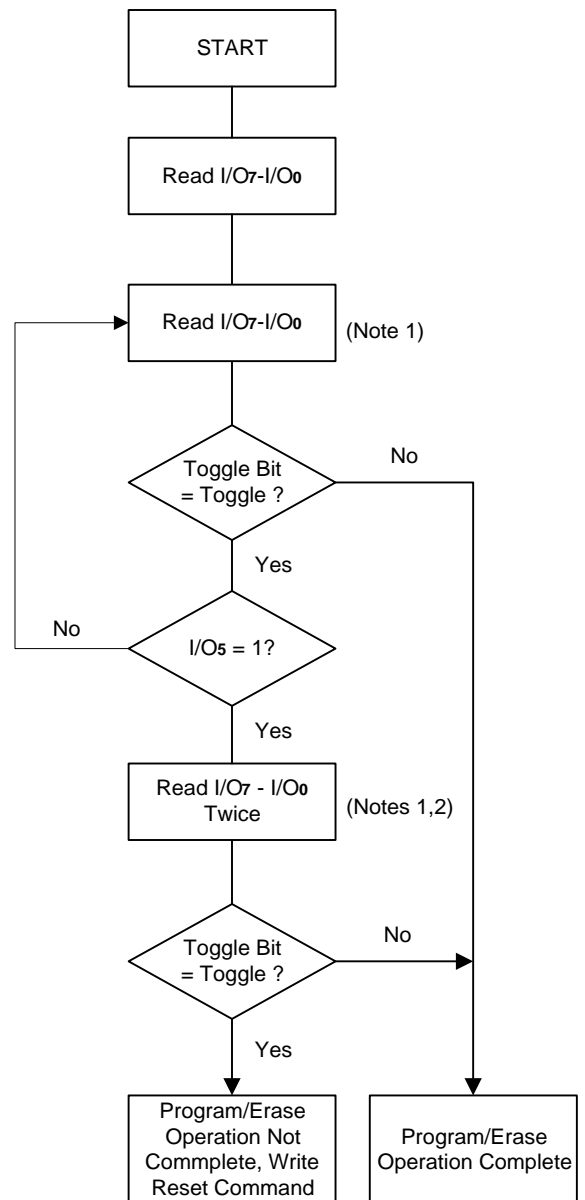 START
Read I/O7-I/O0
Read I/O7-I/O0
(Note 1)
Toggle Bit
= Toggle ?
No
Yes
No
I/O5 = 1?
Yes
Read I/O7 - I/O0
Twice
(Notes 1,2)
Toggle Bit
= Toggle ?
No
Yes
Program/Erase
Operation Not
Commplete, Write
Reset Command
Program/Erase
Operation Complete